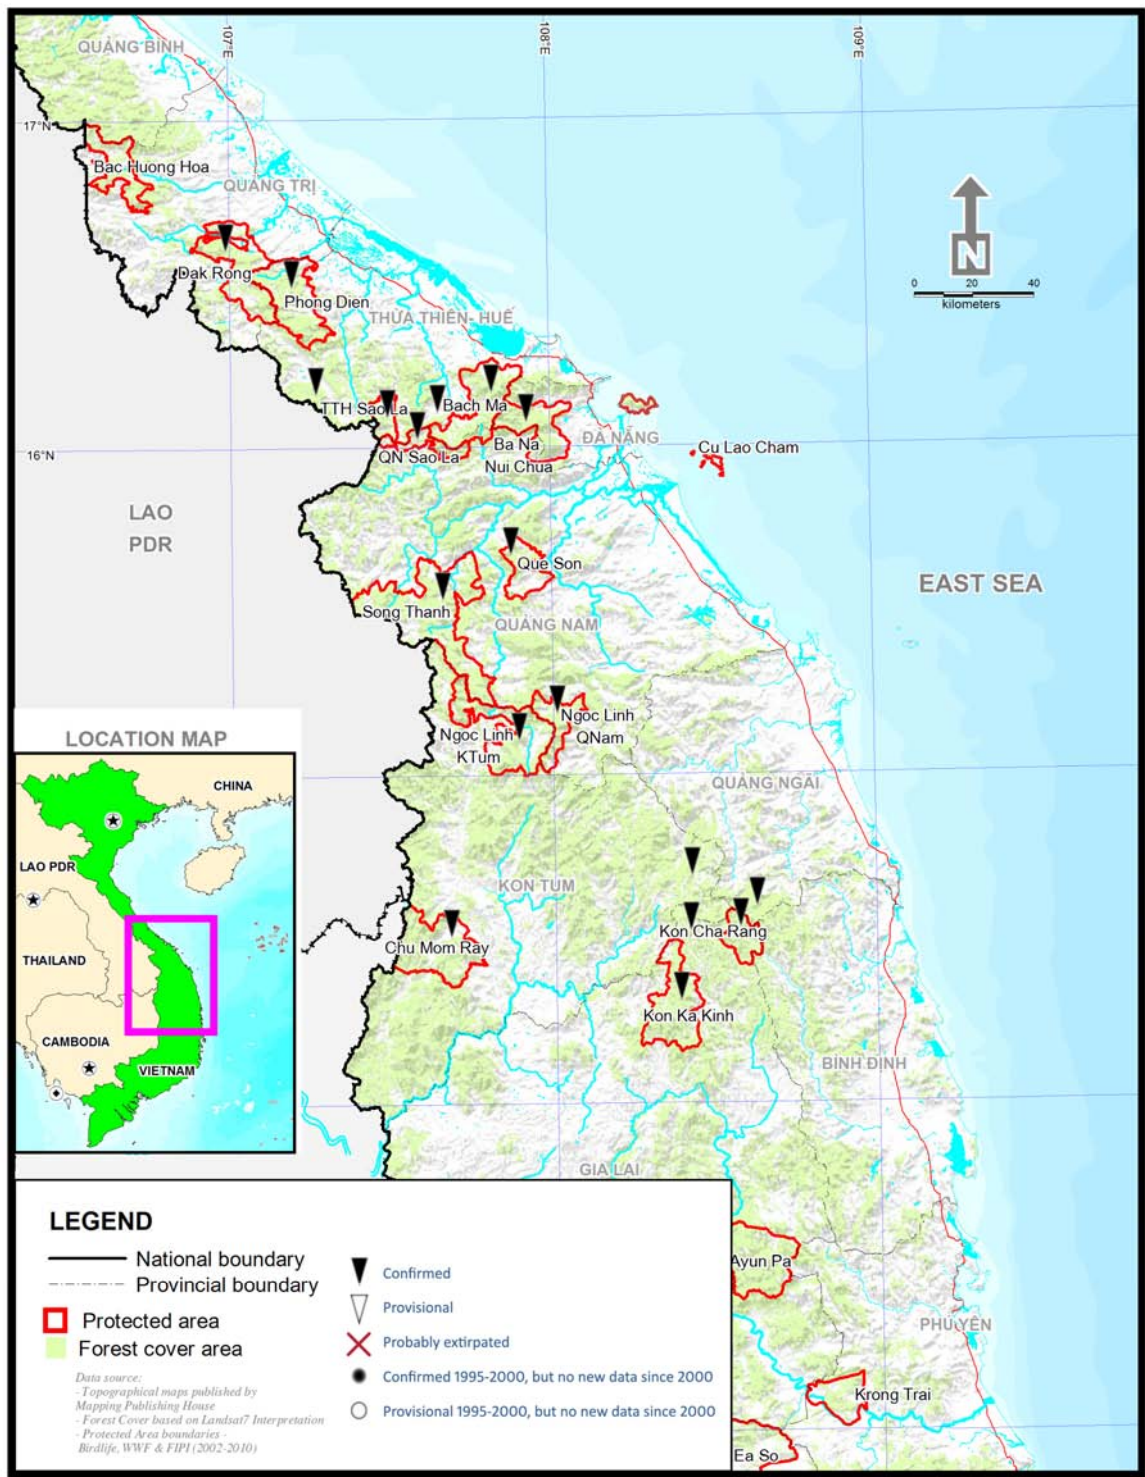 107°E
108°E
109°E
QUẢNG BÌNH
17°N
Bac Huong Hoa
QUẢNG TRỊ
Dak Rong
Phong Dien
THỪA THIÊN- HUẾ
N
0 20 40
kilometers
TTH Sao La
Bach Ma
QN Sao La
Ba Na
Nui Chua
ĐÀ NẴNG
Cu Lao Cham
16°N
LAO
PDR
Que Son
EAST SEA
Song Thanh
QUẢNG NAM
Ngoc Linh
QNam
Ngoc Linh
KTum
LOCATION MAP
QUẢNG NGÃI
CHINA
LAO PDR
THAILAND
CAMBODIA
VIETNAM
KON TUM
Kon Cha Rang
Chu Mom Ray
Kon Ka Kinh
BÌNH ĐỊNH
GIA LAI
Ayun Pa
PHÚ YÊN
Krong Trai
Ea So
LEGEND
National boundary
Provincial boundary
Protected area
Forest cover area
Data source:
- Topographical maps published by
Mapping Publishing House
- Forest Cover based on Landsat7 Interpretation
- Protected Area boundaries -
Birdlife, WWF & FIPI (2002-2010)
Confirmed
Provisional
Probably extirpated
Confirmed 1995-2000, but no new data since 2000
Provisional 1995-2000, but no new data since 2000